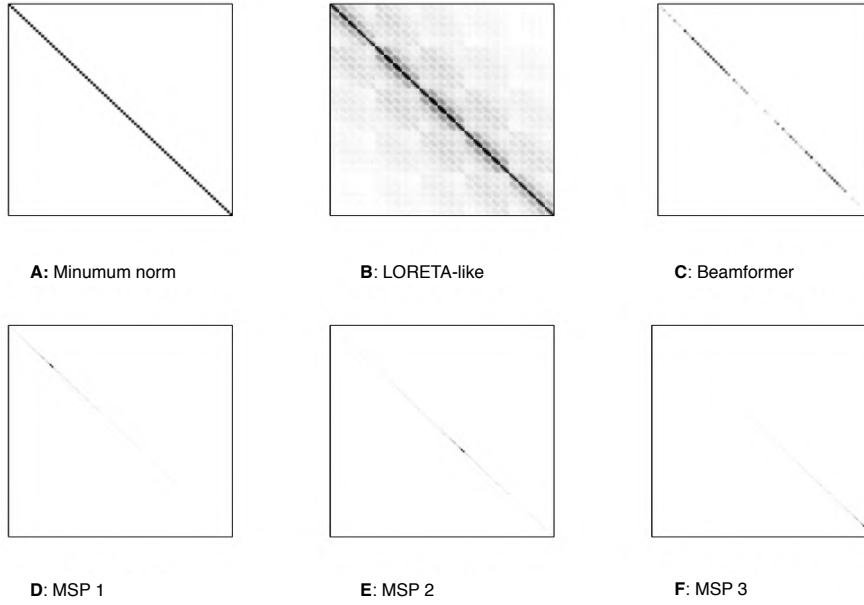 A: Minumum norm
B: LORETA-like
C: Beamformer
D: MSP 1
E: MSP 2
F: MSP 3